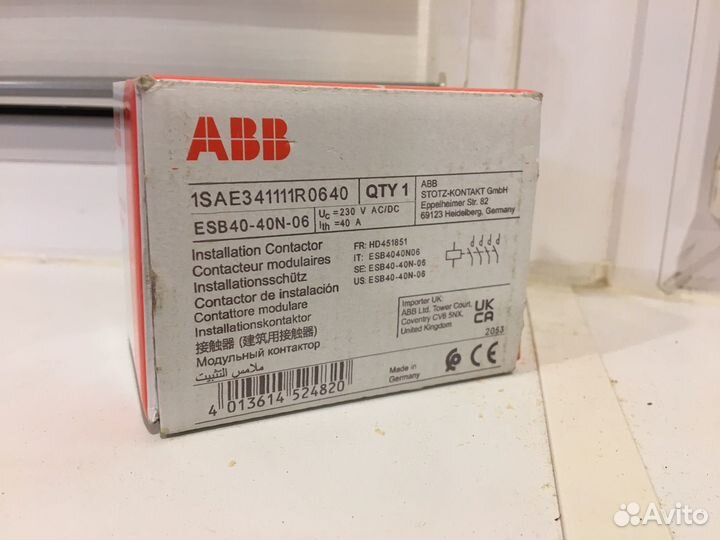 ABB
1SAE341111R0640 QTY 1
ABB
STOTZ-KONTAKT GmbH
Eppelheimer Str. 82
69123 Heidelberg, Germany
ESB40-40N-06 Uc = 230 V AC/DC
Ith = 40 A
Installation Contactor
Contacteur modulaires
Installationsschütz
Contactor de instalación
Contattore modulare
Installationskontaktor
接触器 (建筑用接触器)
Модульный контактор
ملامس التثبيت
FR: HD451851
IT: ESB4040N06
SE: ESB40-40N-06
US: ESB40-40N-06
Importer UK:
ABB Ltd, Tower Court,
Coventry CV6 5NX,
United Kingdom
UK
CA
2053
Made in
Germany
CE
4 013614 524820
Avito